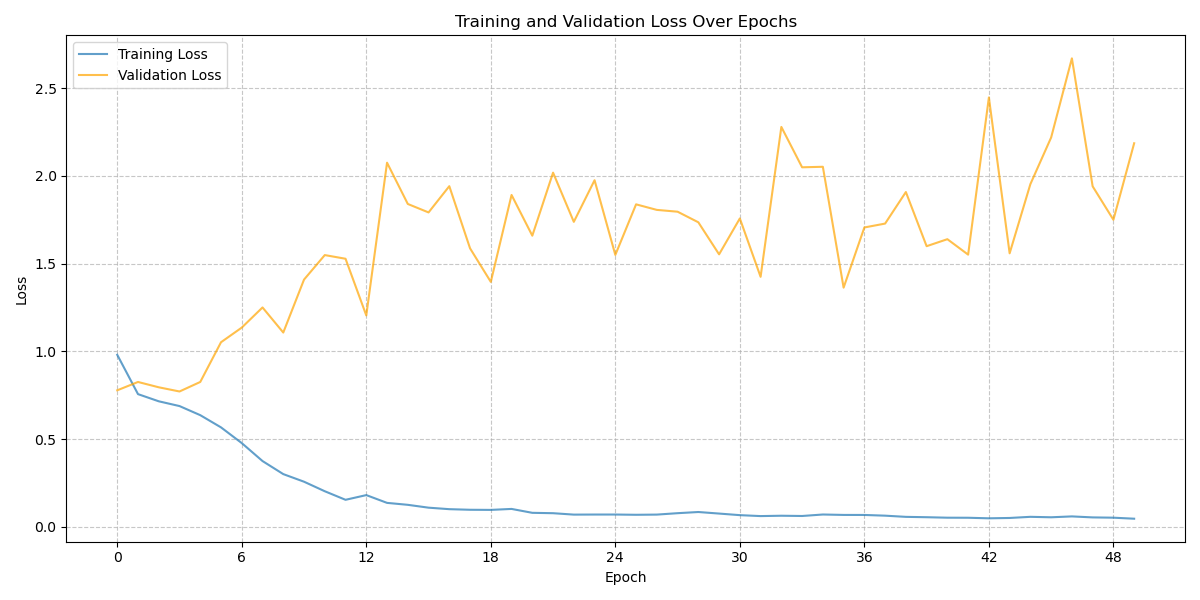 Training and Validation Loss Over Epochs
Training Loss
Validation Loss
2.5
2.0
1.5
1.0
0.5
0.0
Loss
0 6 12 18 24 30 36 42 48
Epoch